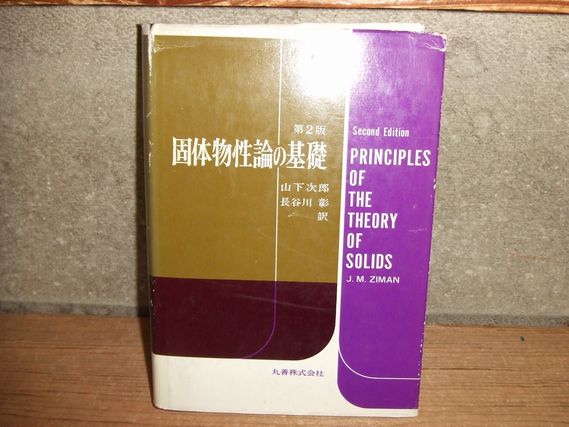 第2版
固体物性論の基礎
山下次郎
長谷川 彰
訳
丸善株式会社
Second Edition
PRINCIPLES
OF
THE
THEORY
OF
SOLIDS
J. M. ZIMAN